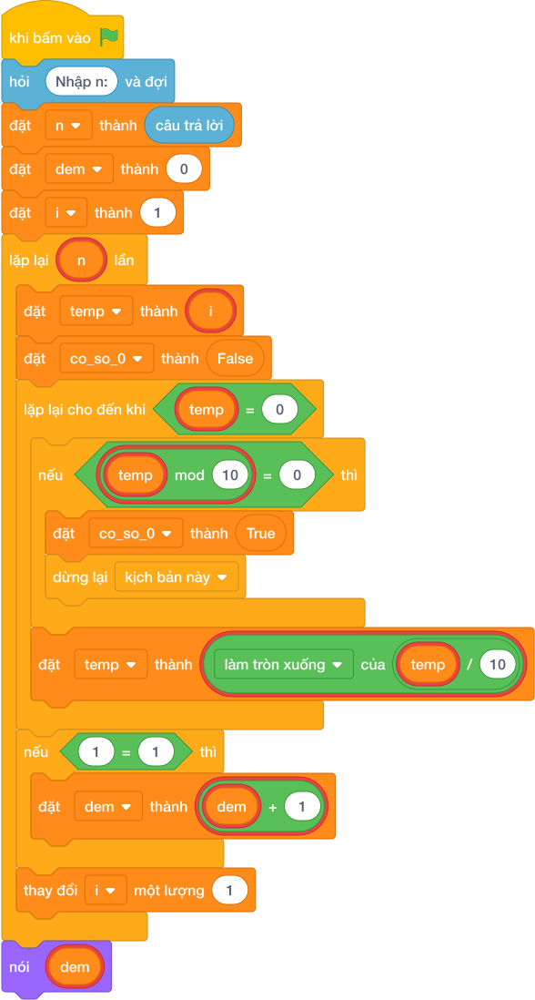 khi bấm vào
hỏi Nhập n: và đợi
đặt n thành câu trả lời
đặt dem thành 0
đặt i thành 1
lặp lại n lần
đặt temp thành i
đặt co_so_0 thành False
lặp lại cho đến khi temp = 0
nếu temp mod 10 = 0 thì
đặt co_so_0 thành True
dừng lại kịch bản này
đặt temp thành làm tròn xuống của temp / 10
nếu 1 = 1 thì
đặt dem thành dem + 1
thay đổi i một lượng 1
nói dem